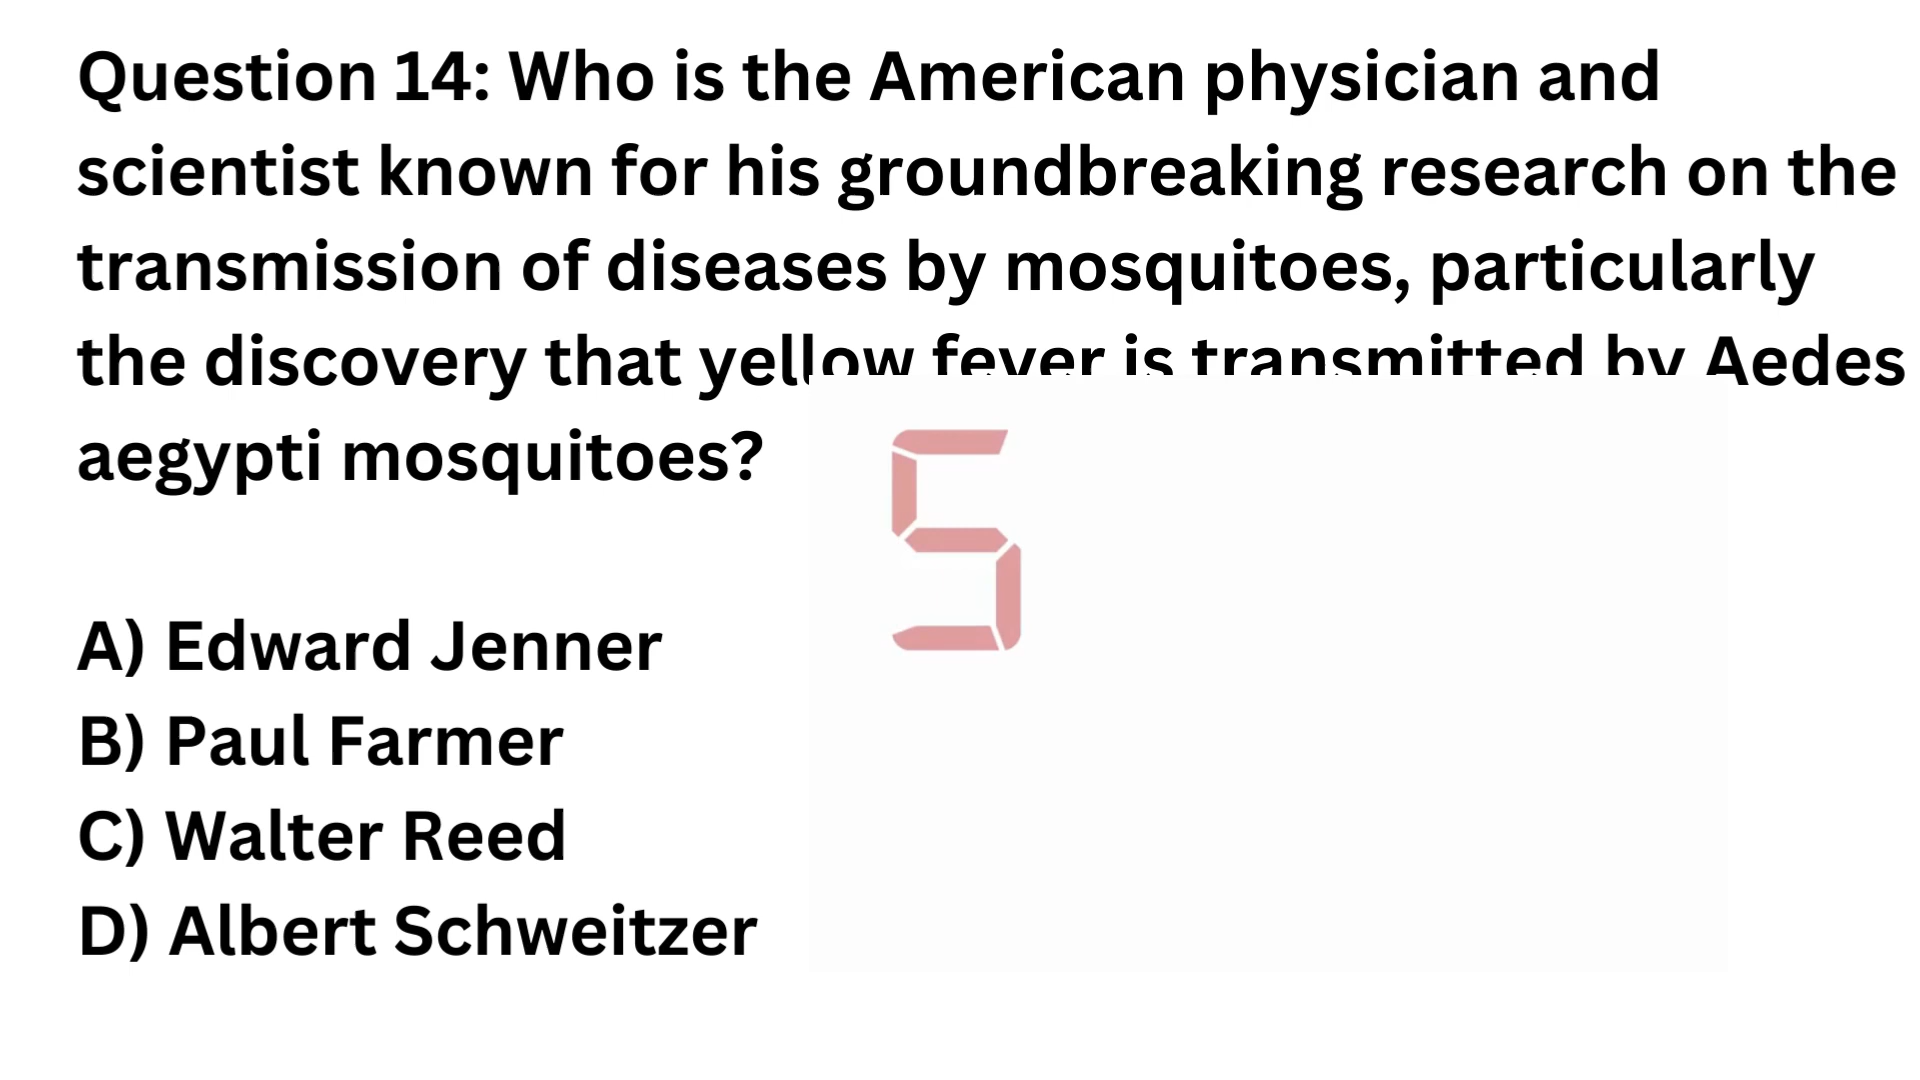 Question 14: Who is the American physician and
scientist known for his groundbreaking research on the
transmission of diseases by mosquitoes, particularly
the discovery that yellow fever is transmitted by Aedes
aegypti mosquitoes?
5
A) Edward Jenner
B) Paul Farmer
C) Walter Reed
D) Albert Schweitzer